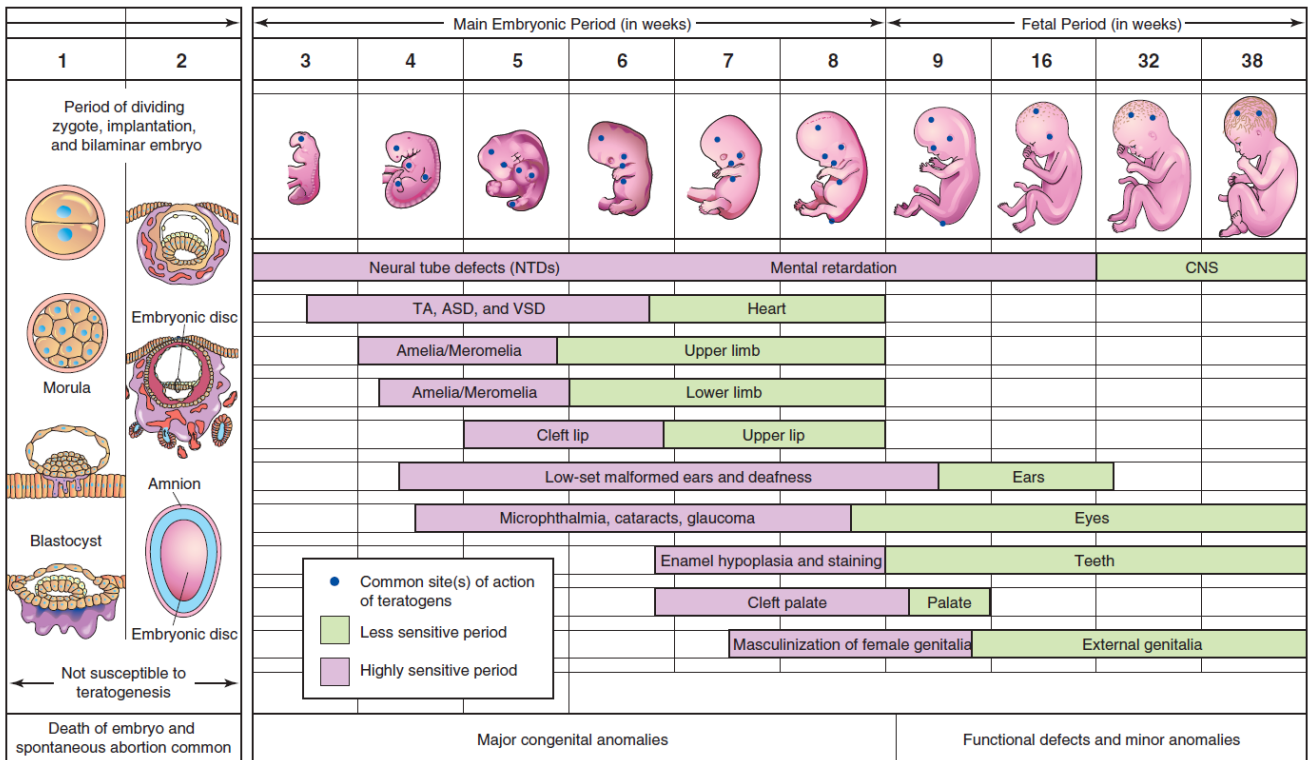 Main Embryonic Period (in weeks)
Fetal Period (in weeks)
1
2
3
4
5
6
7
8
9
16
32
38
Period of dividing
zygote, implantation,
and bilaminar embryo
Embryonic disc
Morula
Amnion
Blastocyst
Embryonic disc
Not susceptible to
teratogenesis
Death of embryo and
spontaneous abortion common
Neural tube defects (NTDs)
Mental retardation
CNS
TA, ASD, and VSD
Heart
Amelia/Meromelia
Upper limb
Amelia/Meromelia
Lower limb
Cleft lip
Upper lip
Low-set malformed ears and deafness
Ears
Microphthalmia, cataracts, glaucoma
Eyes
Enamel hypoplasia and staining
Teeth
Cleft palate
Palate
Masculinization of female genitalia
External genitalia
Common site(s) of action
of teratogens
Less sensitive period
Highly sensitive period
Major congenital anomalies
Functional defects and minor anomalies